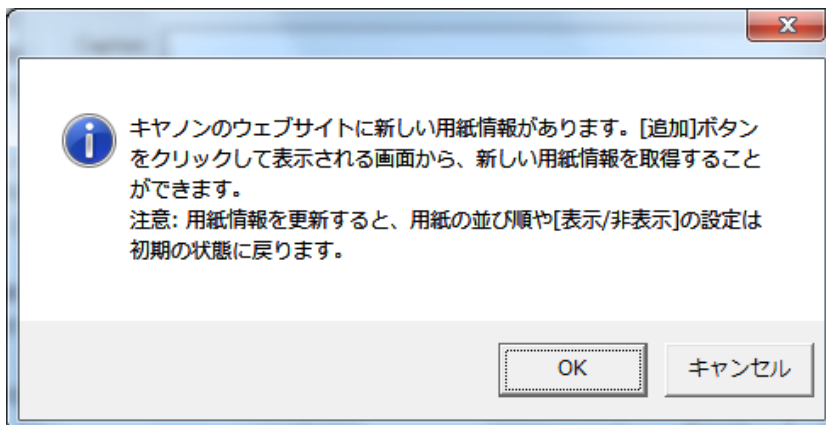 キヤノンのウェブサイトに新しい用紙情報があります。[追加]ボタン
をクリックして表示される画面から、新しい用紙情報を取得すること
ができます。
注意: 用紙情報を更新すると、用紙の並び順や[表示/非表示]の設定は
初期の状態に戻ります。
OK
キャンセル